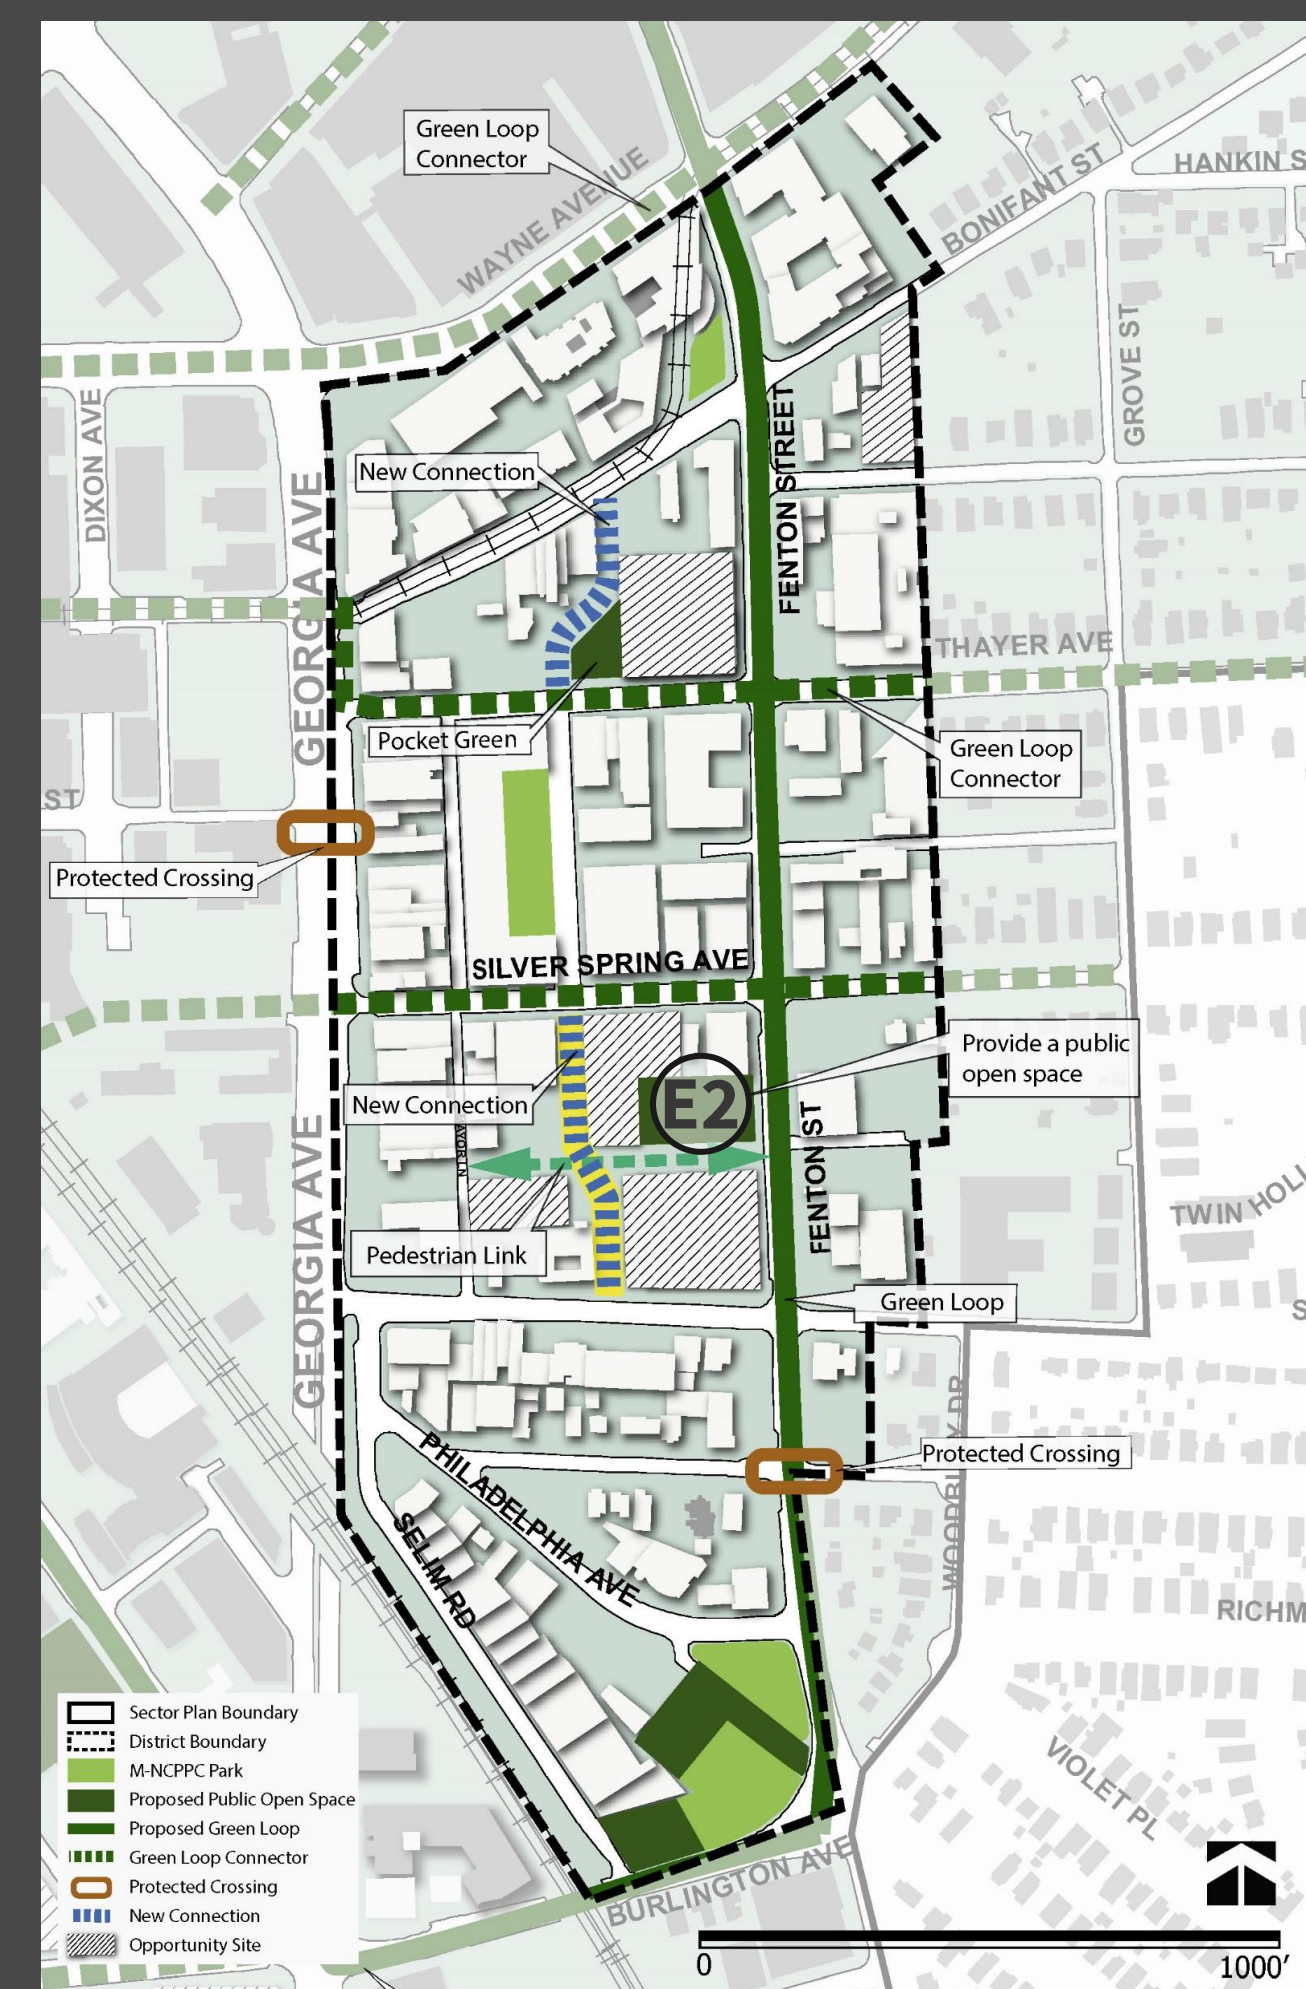 Green Loop
Connector
WAYNE AVENUE
BONIFANT ST
HANKIN S
DIXON AVE
GEORGIA AVE
New Connection
FENTON STREET
GROVE ST
THAYER AVE
Pocket Green
Green Loop
Connector
ST
Protected Crossing
SILVER SPRING AVE
Provide a public
open space
E2
New Connection
FENTON ST
GEORGIA AVE
TWIN HOL
Pedestrian Link
Green Loop
S
PHILADELPHIA AVE
Protected Crossing
SELIM RD
RICHM
VIOLET PL
BURLINGTON AVE
Sector Plan Boundary
District Boundary
M-NCPPC Park
Proposed Public Open Space
Proposed Green Loop
Green Loop Connector
Protected Crossing
New Connection
Opportunity Site
0
1000'